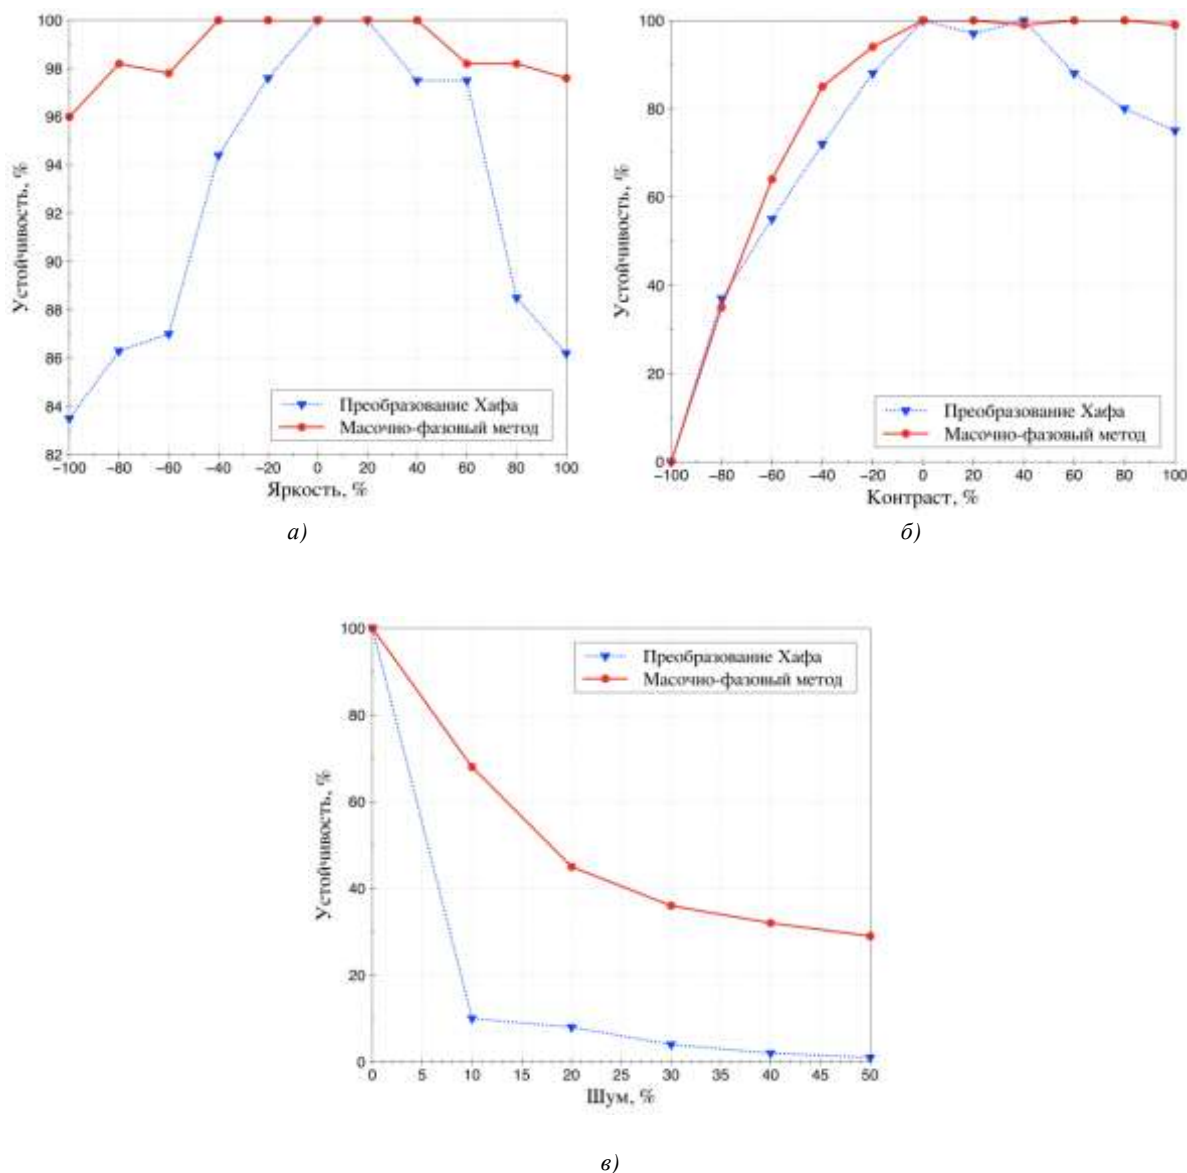 100
98
96
94
92
90
88
86
84
82
Устойчивость, %
Преобразование Хафа
Масочно-фазовый метод
−100 −80 −60 −40 −20 0 20 40 60 80 100
Яркость, %
а)
100
80
60
40
20
0
Устойчивость, %
Преобразование Хафа
Масочно-фазовый метод
−100 −80 −60 −40 −20 0 20 40 60 80 100
Контраст, %
б)
100
80
60
40
20
0
Устойчивость, %
Преобразование Хафа
Масочно-фазовый метод
0 5 10 15 20 25 30 35 40 45 50
Шум, %
в)